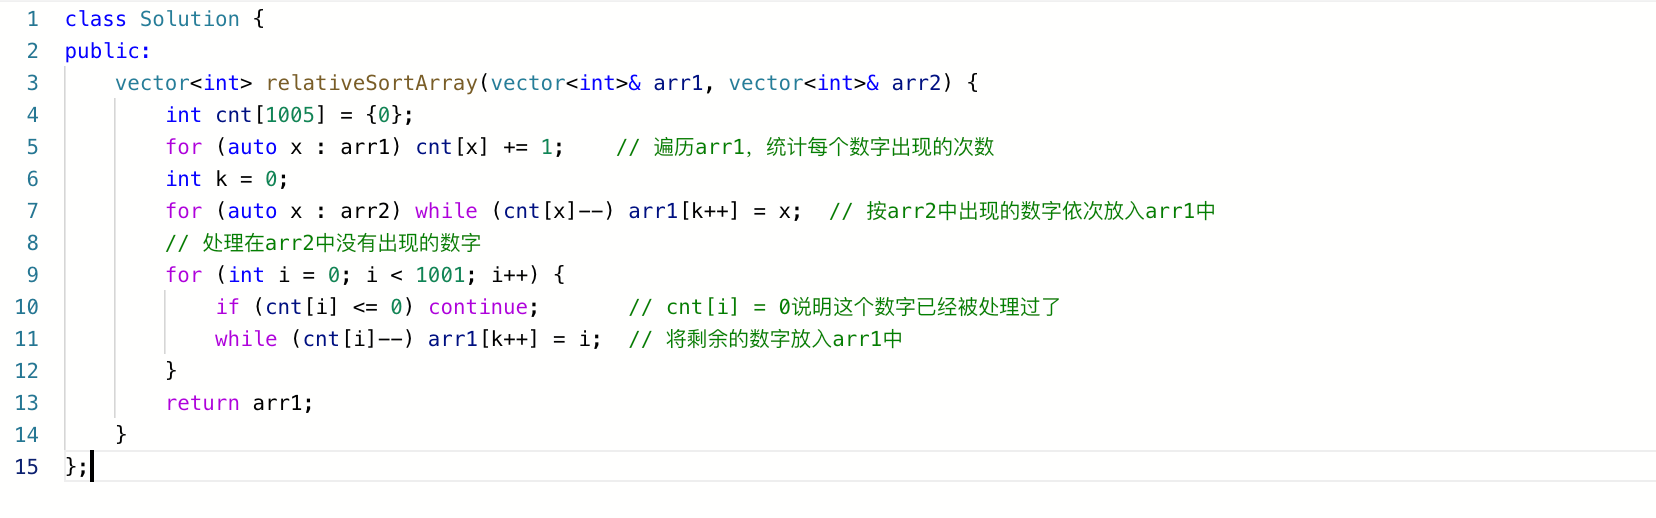 1 class Solution {
2 public:
3     vector<int> relativeSortArray(vector<int>& arr1, vector<int>& arr2) {
4         int cnt[1005] = {0};
5         for (auto x : arr1) cnt[x] += 1;    // 遍历arr1，统计每个数字出现的次数
6         int k = 0;
7         for (auto x : arr2) while (cnt[x]--) arr1[k++] = x;  // 按arr2中出现的数字依次放入arr1中
8         // 处理在arr2中没有出现的数字
9         for (int i = 0; i < 1001; i++) {
10             if (cnt[i] <= 0) continue;       // cnt[i] = 0说明这个数字已经被处理过了
11             while (cnt[i]--) arr1[k++] = i;  // 将剩余的数字放入arr1中
12         }
13         return arr1;
14     }
15 };